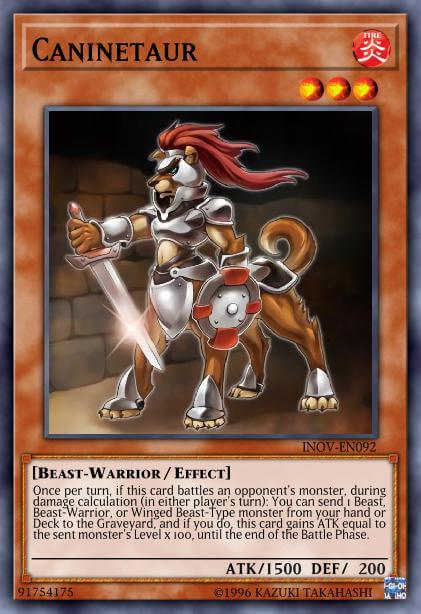 CANINETAUR
FIRE
炎
INOV-EN092
[BEAST-WARRIOR / EFFECT]
Once per turn, if this card battles an opponent's monster, during
damage calculation (in either player's turn): You can send 1 Beast,
Beast-Warrior, or Winged Beast-Type monster from your hand or
Deck to the Graveyard, and if you do, this card gains ATK equal to
the sent monster's Level x 100, until the end of the Battle Phase.
ATK/1500 DEF/ 200
91754175
©1996 KAZUKI TAKAHASHI